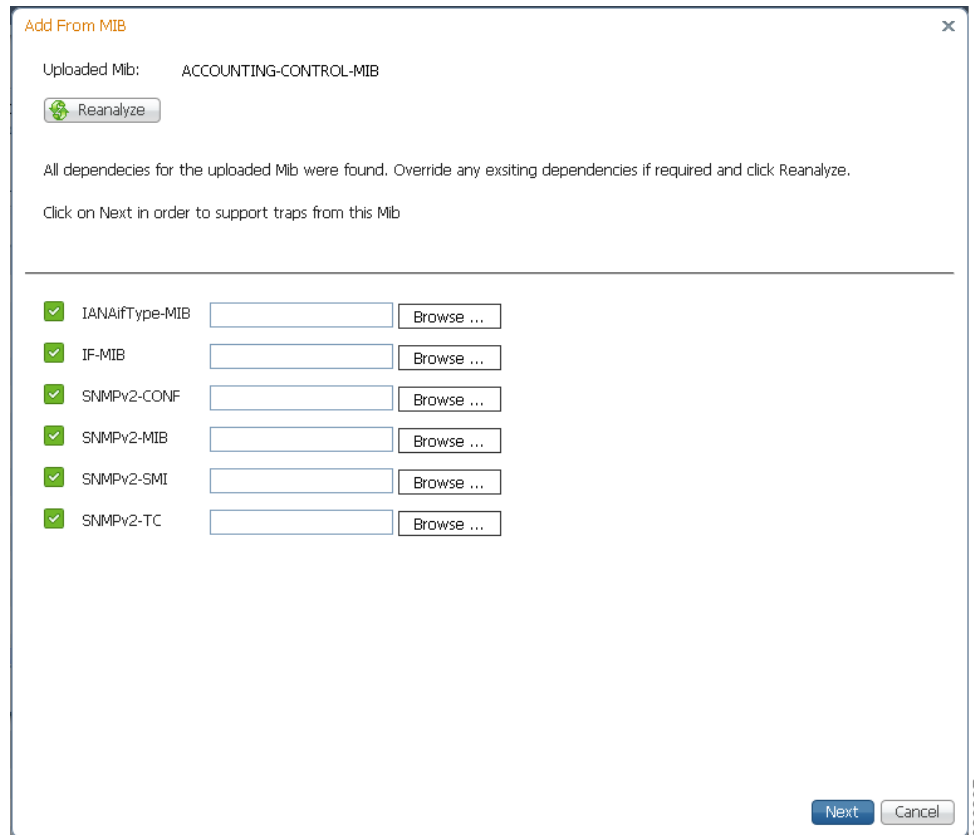 Add From MIB
Uploaded Mib: ACCOUNTING-CONTROL-MIB
Reanalyze
All dependecies for the uploaded Mib were found. Override any exsiting dependencies if required and click Reanalyze.
Click on Next in order to support traps from this Mib
IANAifType-MIB Browse ...
IF-MIB Browse ...
SNMPv2-CONF Browse ...
SNMPv2-MIB Browse ...
SNMPv2-SMI Browse ...
SNMPv2-TC Browse ...
Next Cancel